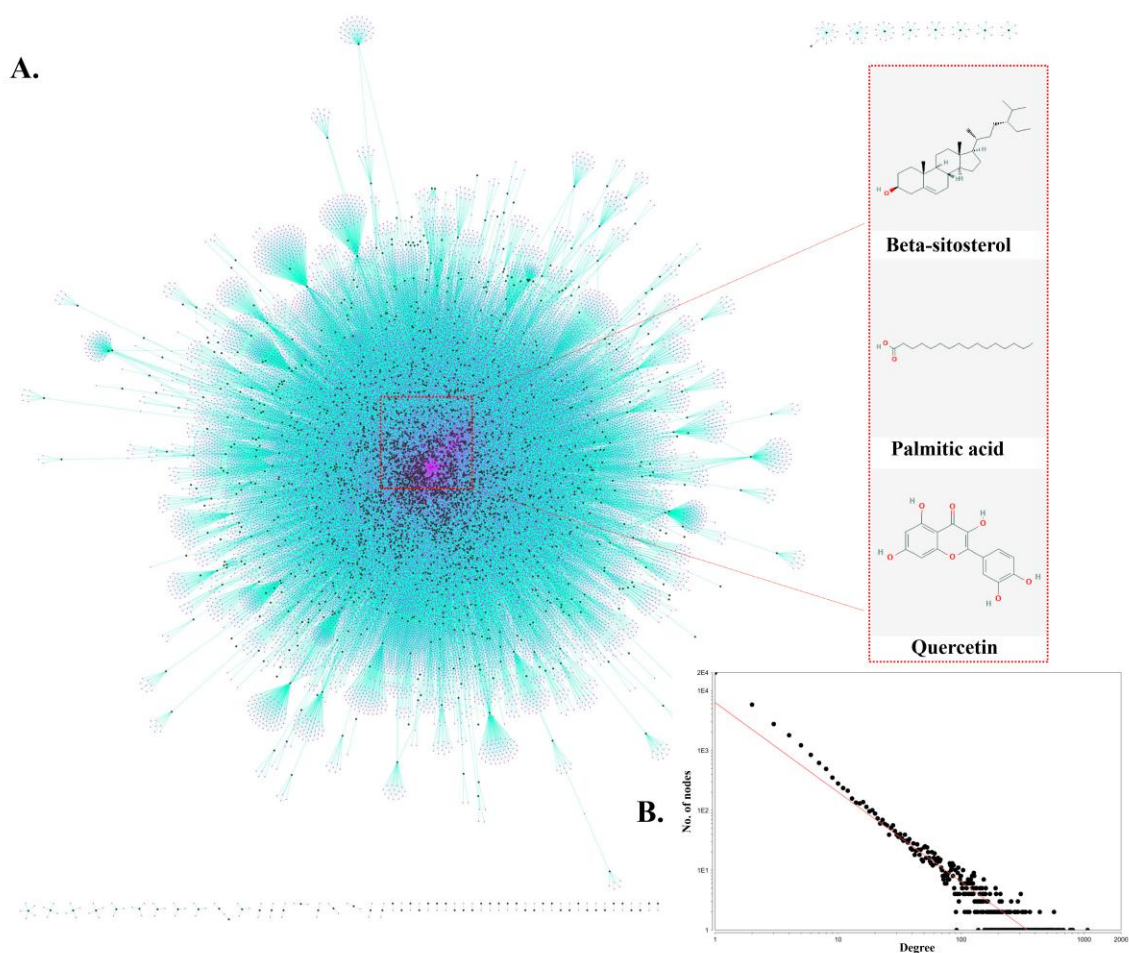 A.
H
H
H
H
H
O
Beta-sitosterol
H
O
O
Palmitic acid
H
O
O
O
H
H
O
O
O
H
O
H
Quercetin
B.
No. of nodes
2E4
1E4
1E3
1E2
1E1
1
1
10
100
1000
2000
Degree